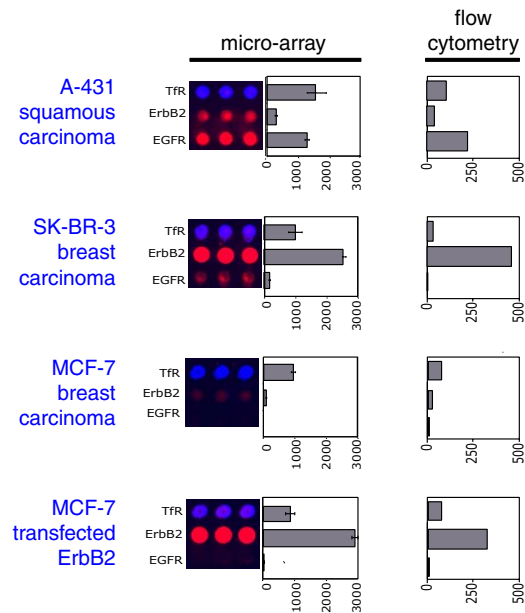 micro-array
flow
cytometry
A-431
squamous
carcinoma
TfR
ErbB2
EGFR
0
1000
2000
3000
0
250
500
SK-BR-3
breast
carcinoma
TfR
ErbB2
EGFR
0
1000
2000
3000
0
250
500
MCF-7
breast
carcinoma
TfR
ErbB2
EGFR
0
1000
2000
3000
0
250
500
MCF-7
transfected
ErbB2
TfR
ErbB2
EGFR
0
1000
2000
3000
0
250
500